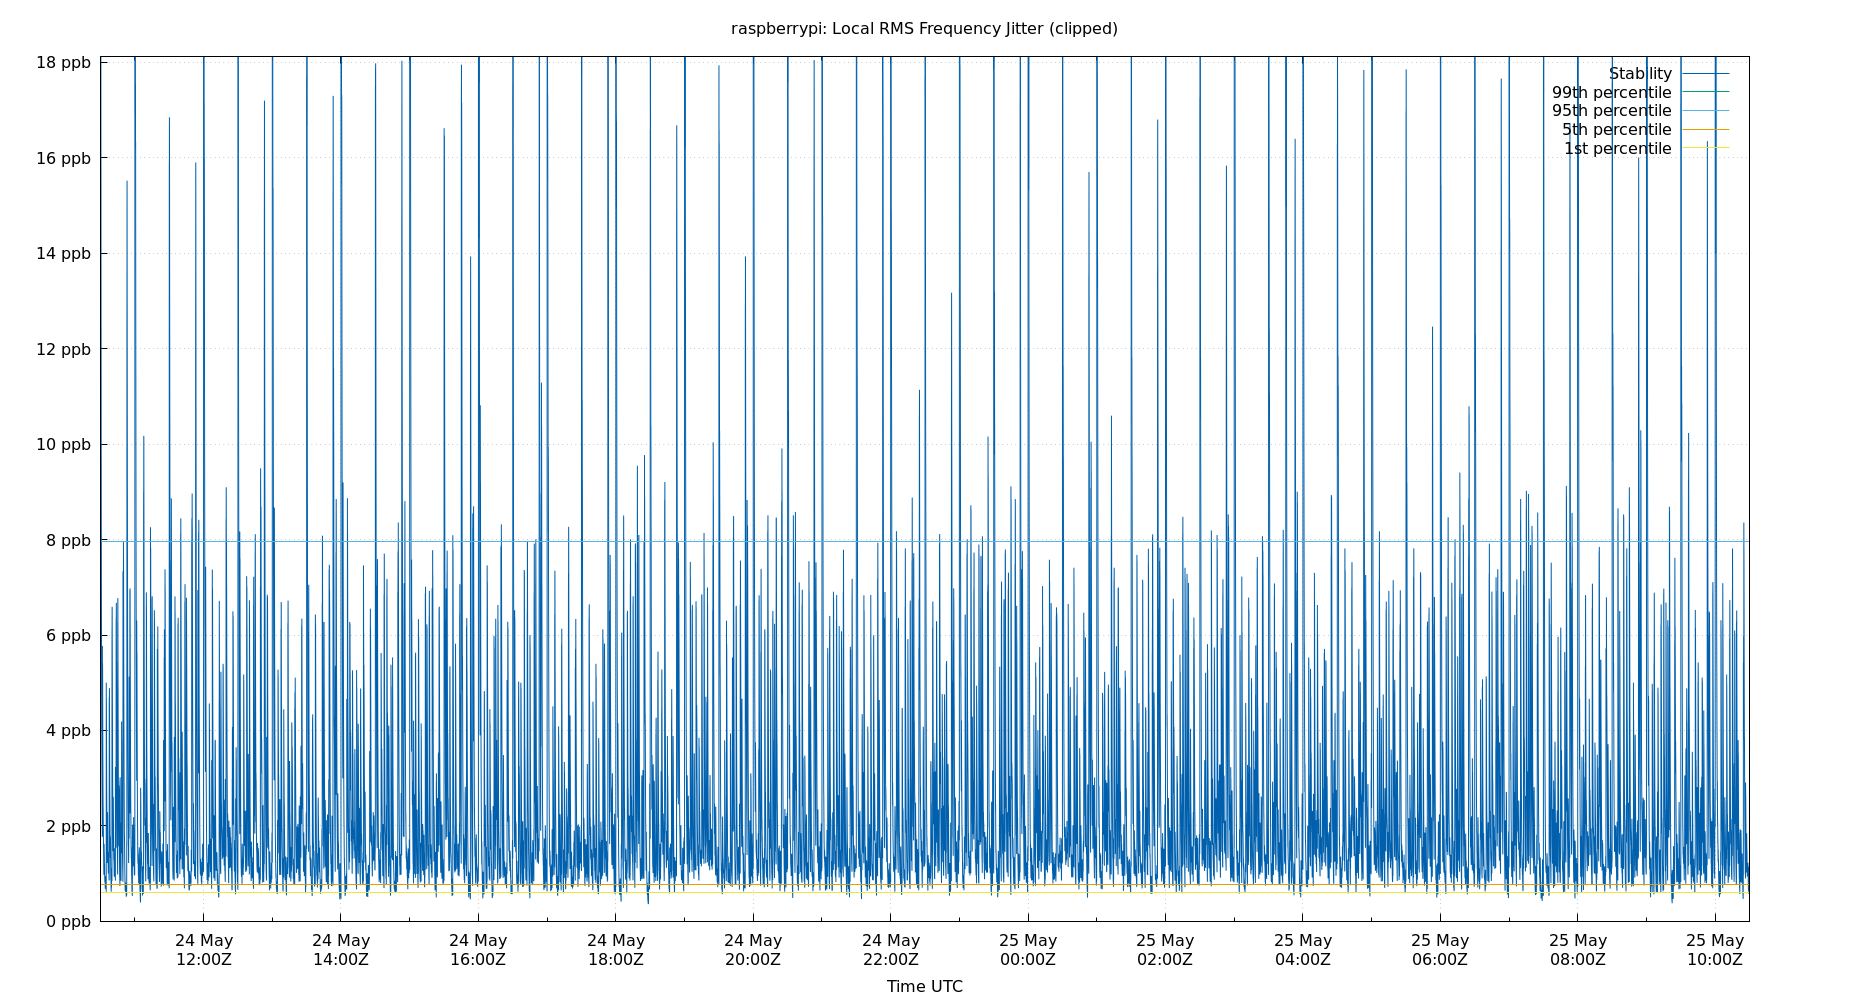 raspberrypi: Local RMS Frequency Jitter (clipped)
18 ppb
16 ppb
14 ppb
12 ppb
10 ppb
8 ppb
6 ppb
4 ppb
2 ppb
0 ppb
Stability
99th percentile
95th percentile
5th percentile
1st percentile
24 May
12:00Z
24 May
14:00Z
24 May
16:00Z
24 May
18:00Z
24 May
20:00Z
24 May
22:00Z
25 May
00:00Z
25 May
02:00Z
25 May
04:00Z
25 May
06:00Z
25 May
08:00Z
25 May
10:00Z
Time UTC